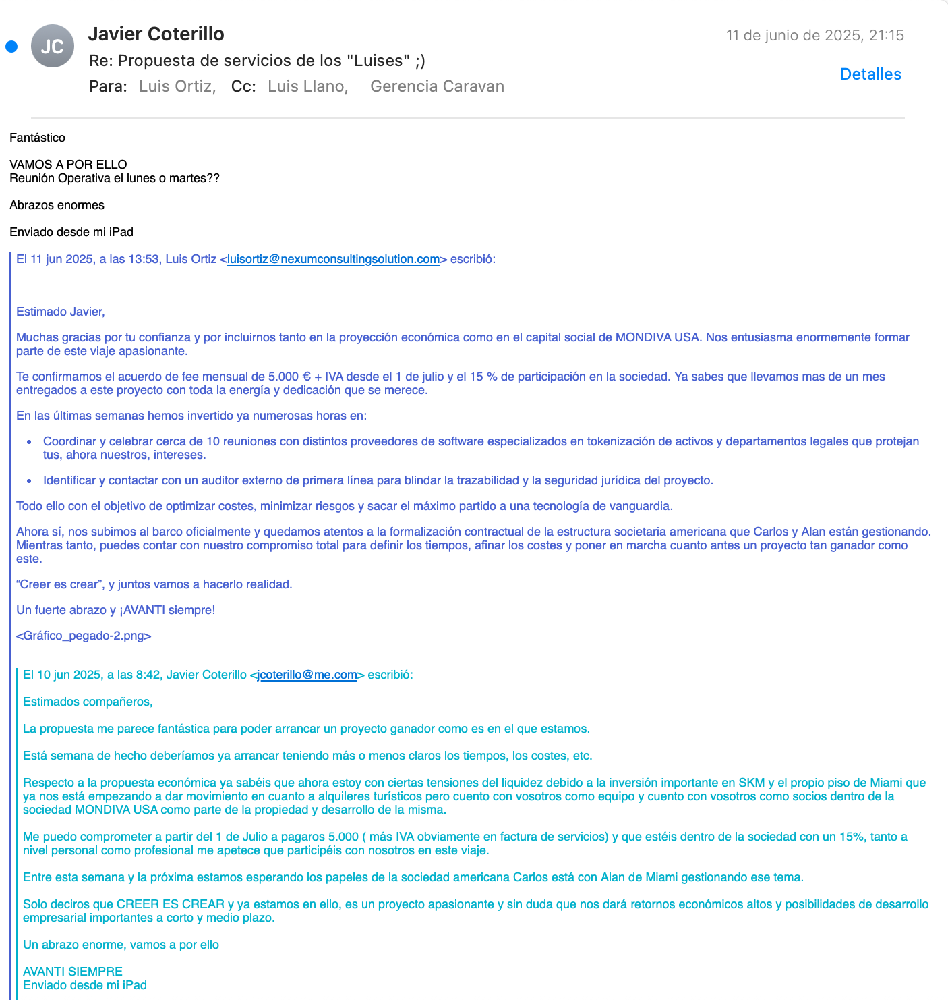 JC
Javier Coterillo
11 de junio de 2025, 21:15
Re: Propuesta de servicios de los "Luises" ;)
Detalles
Para: Luis Ortiz, Cc: Luis Llano, Gerencia Caravan
Fantástico
VAMOS A POR ELLO
Reunión Operativa el lunes o martes??
Abrazos enormes
Enviado desde mi iPad
El 11 jun 2025, a las 13:53, Luis Ortiz <luisortiz@nexumconsultingsolution.com> escribió:
Estimado Javier,
Muchas gracias por tu confianza y por incluirnos tanto en la proyección económica como en el capital social de MONDIVA USA. Nos entusiasma enormemente formar
parte de este viaje apasionante.
Te confirmamos el acuerdo de fee mensual de 5.000 € + IVA desde el 1 de julio y el 15 % de participación en la sociedad. Ya sabes que llevamos mas de un mes
entregados a este proyecto con toda la energía y dedicación que se merece.
En las últimas semanas hemos invertido ya numerosas horas en:
• Coordinar y celebrar cerca de 10 reuniones con distintos proveedores de software especializados en tokenización de activos y departamentos legales que protejan
tus, ahora nuestros, intereses.
• Identificar y contactar con un auditor externo de primera línea para blindar la trazabilidad y la seguridad jurídica del proyecto.
Todo ello con el objetivo de optimizar costes, minimizar riesgos y sacar el máximo partido a una tecnología de vanguardia.
Ahora sí, nos subimos al barco oficialmente y quedamos atentos a la formalización contractual de la estructura societaria americana que Carlos y Alan están gestionando.
Mientras tanto, puedes contar con nuestro compromiso total para definir los tiempos, afinar los costes y poner en marcha cuanto antes un proyecto tan ganador como
este.
“Creer es crear”, y juntos vamos a hacerlo realidad.
Un fuerte abrazo y ¡AVANTI siempre!
<Gráfico_pegado-2.png>
El 10 jun 2025, a las 8:42, Javier Coterillo <jcoterillo@me.com> escribió:
Estimados compañeros,
La propuesta me parece fantástica para poder arrancar un proyecto ganador como es en el que estamos.
Está semana de hecho deberíamos ya arrancar teniendo más o menos claros los tiempos, los costes, etc.
Respecto a la propuesta económica ya sabéis que ahora estoy con ciertas tensiones del liquidez debido a la inversión importante en SKM y el propio piso de Miami que
ya nos está empezando a dar movimiento en cuanto a alquileres turísticos pero cuento con vosotros como equipo y cuento con vosotros como socios dentro de la
sociedad MONDIVA USA como parte de la propiedad y desarrollo de la misma.
Me puedo comprometer a partir del 1 de Julio a pagaros 5.000 ( más IVA obviamente en factura de servicios) y que estéis dentro de la sociedad con un 15%, tanto a
nivel personal como profesional me apetece que participéis con nosotros en este viaje.
Entre esta semana y la próxima estamos esperando los papeles de la sociedad americana Carlos está con Alan de Miami gestionando ese tema.
Solo deciros que CREER ES CREAR y ya estamos en ello, es un proyecto apasionante y sin duda que nos dará retornos económicos altos y posibilidades de desarrollo
empresarial importantes a corto y medio plazo.
Un abrazo enorme, vamos a por ello
AVANTI SIEMPRE
Enviado desde mi iPad